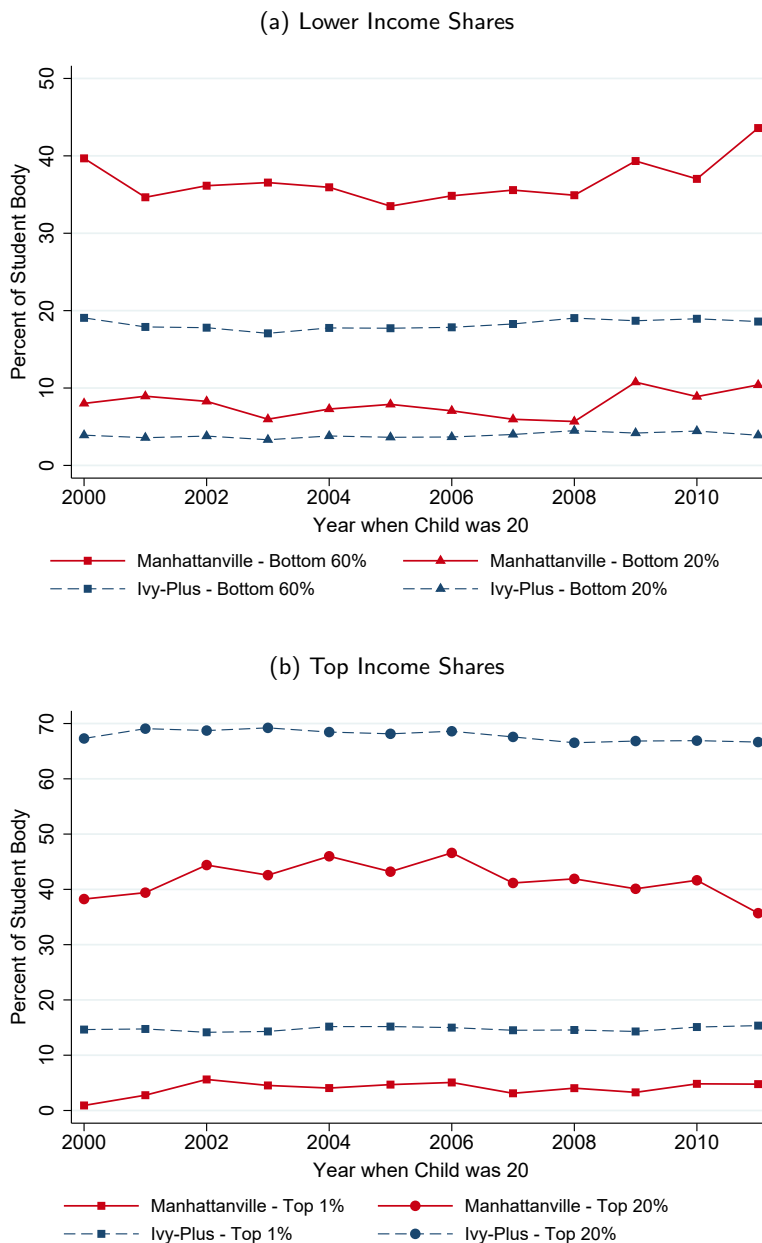 (a) Lower Income Shares
50
40
30
20
10
0
Percent of Student Body
2000 2002 2004 2006 2008 2010
Year when Child was 20
Manhattanville - Bottom 60% Manhattanville - Bottom 20%
Ivy-Plus - Bottom 60% Ivy-Plus - Bottom 20%
(b) Top Income Shares
70
60
50
40
30
20
10
0
Percent of Student Body
2000 2002 2004 2006 2008 2010
Year when Child was 20
Manhattanville - Top 1% Manhattanville - Top 20%
Ivy-Plus - Top 1% Ivy-Plus - Top 20%